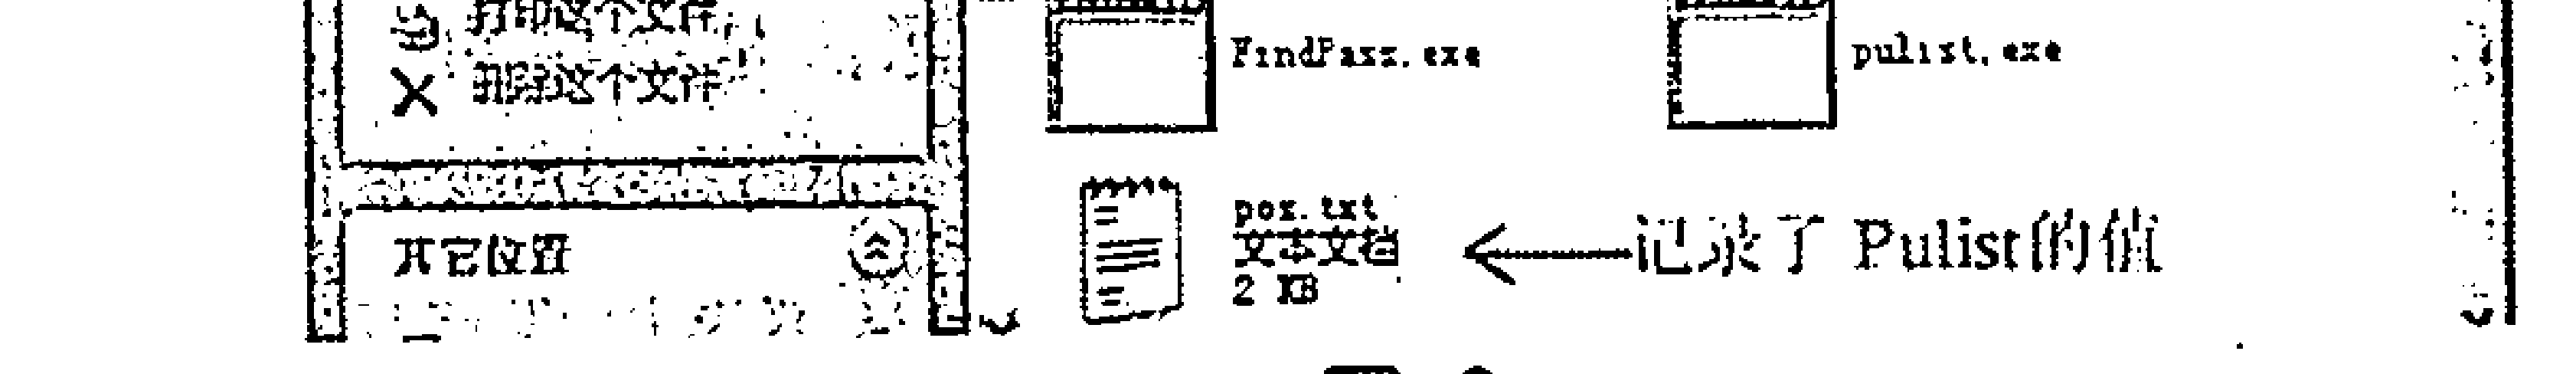 打印这个文件
删除这个文件
其它位置
FindPass.exe
pulist.exe
pos.txt
文本文档
2 KB
记录了 Pulist的值